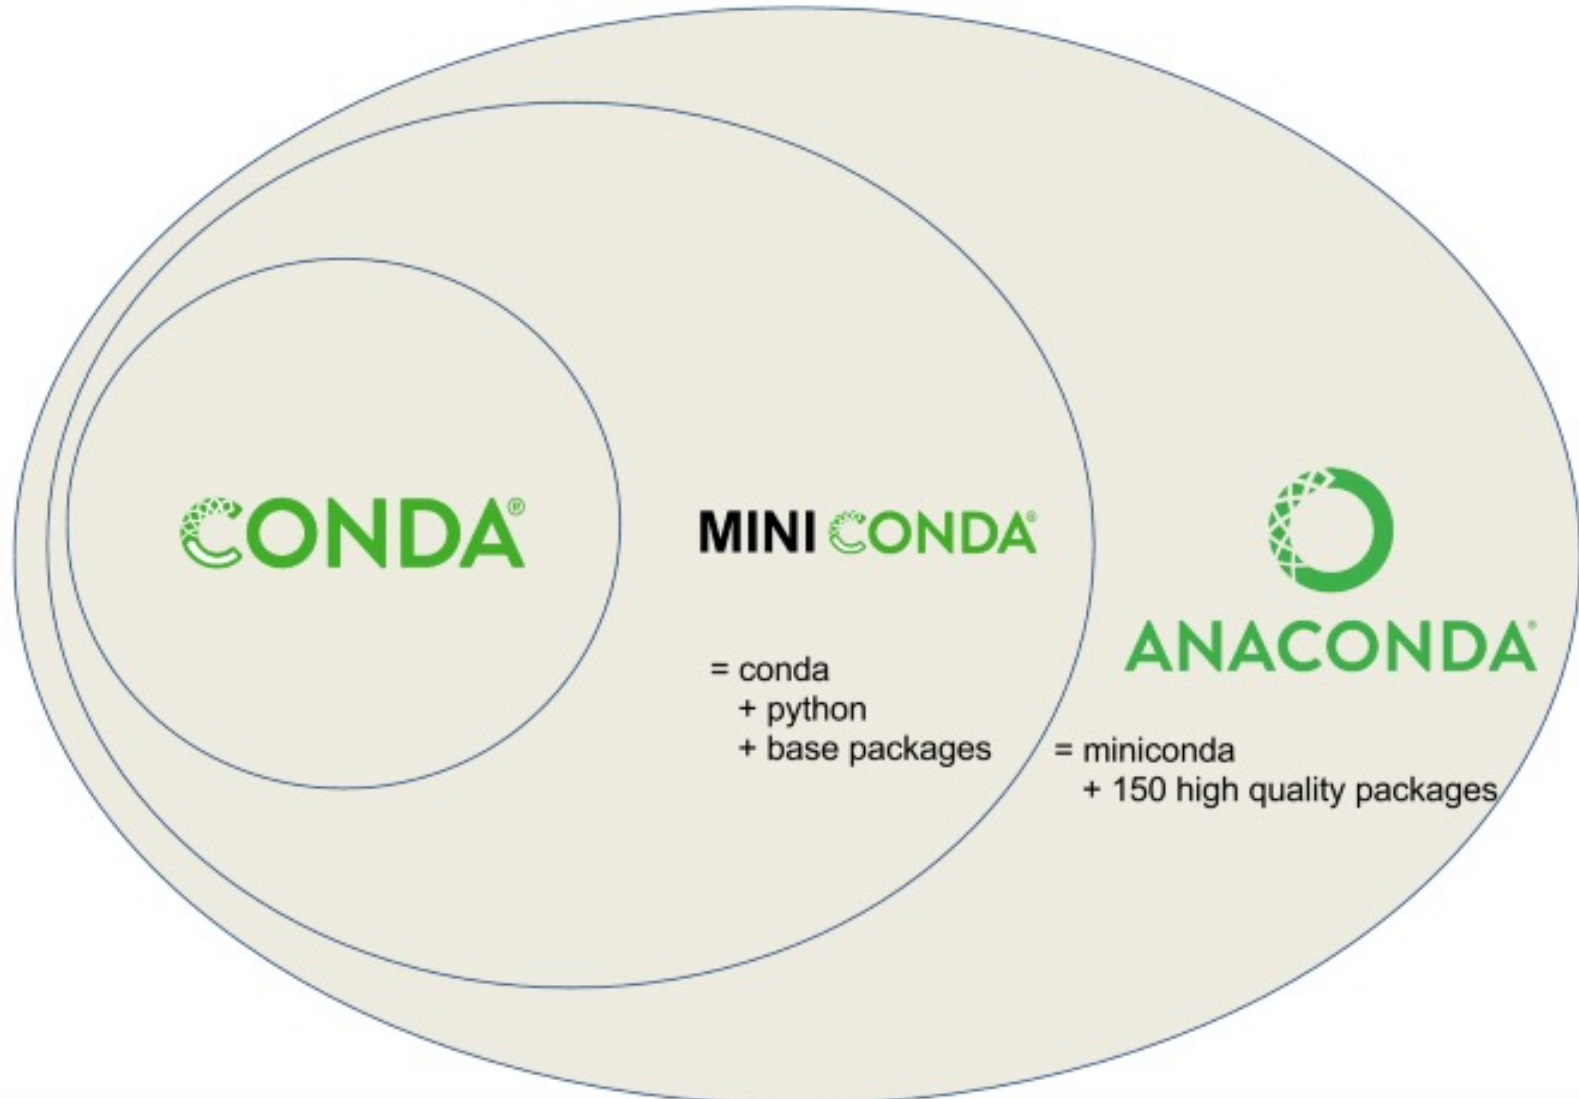 CONDA®
MINI CONDA®
= conda
+ python
+ base packages
ANACONDA®
= miniconda
+ 150 high quality packages